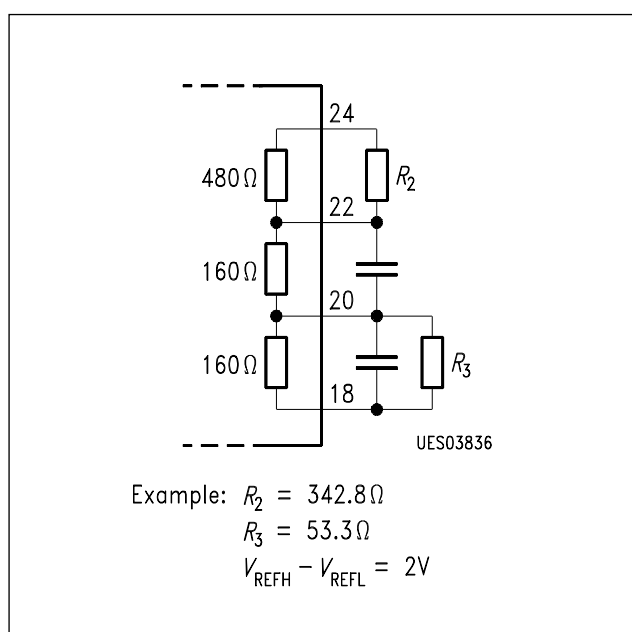 24
480Ω
R2
22
160Ω
20
160Ω
R3
18
UES03836
Example: R2 = 342.8Ω
R3 = 53.3Ω
VREFH – VREFL = 2V